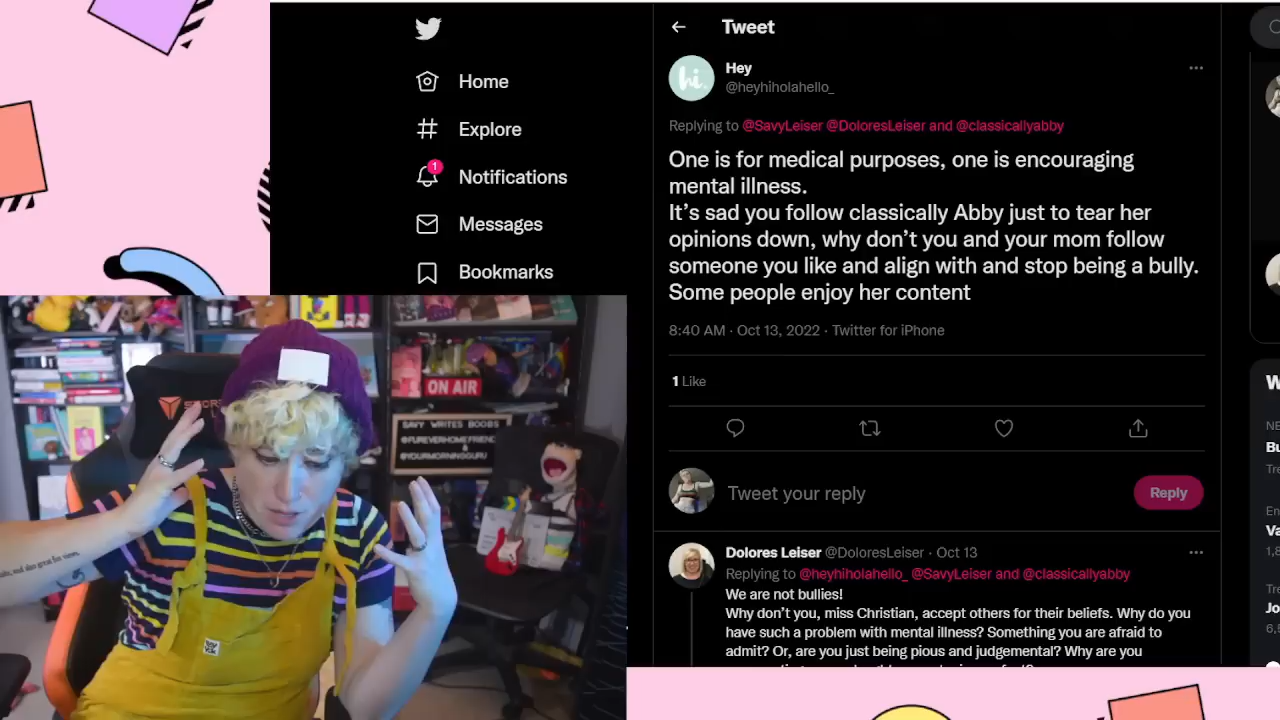 Home
Explore
Notifications
1
Messages
Bookmarks
Tweet
hi.
Hey
@heyhiholahello_
Replying to @SavyLeiser @DoloresLeiser and @classicallyabby
One is for medical purposes, one is encouraging
mental illness.
It's sad you follow classically Abby just to tear her
opinions down, why don't you and your mom follow
someone you like and align with and stop being a bully.
Some people enjoy her content
8:40 AM · Oct 13, 2022 · Twitter for iPhone
1 Like
Tweet your reply
Reply
Dolores Leiser @DoloresLeiser · Oct 13
Replying to @heyhiholahello_ @SavyLeiser and @classicallyabby
We are not bullies!
Why don't you, miss Christian, accept others for their beliefs. Why do you
have such a problem with mental illness? Something you are afraid to
admit? Or, are you just being pious and judgemental? Why are you
ON AIR
SAVY WRITES BOOBS
@FUREVERHOMEFRIEND
&
@YOURMORNINGGURU